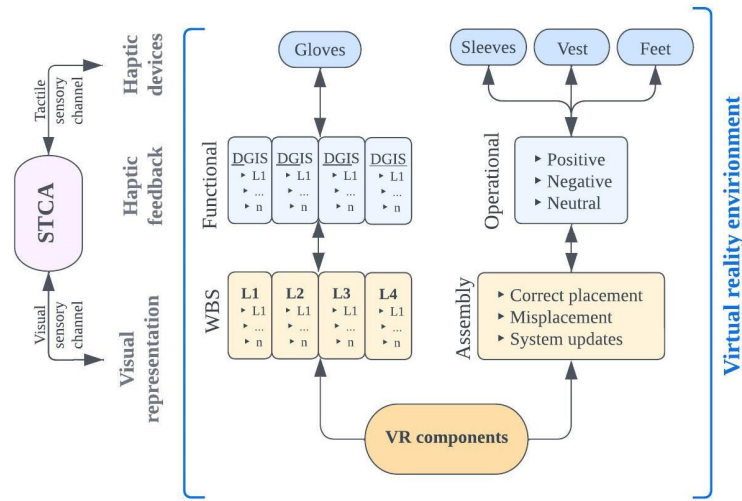 Tactile
sensory
channel
STCA
Visual
sensory
channel
Haptic
devices
Haptic
feedback
Visual
representation
Gloves
Functional
DGIS
L1
...
n
DGIS
L1
...
n
DGIS
L1
...
n
DGIS
L1
...
n
WBS
L1
L1
...
n
L2
L1
...
n
L3
L1
...
n
L4
L1
...
n
Sleeves
Vest
Feet
Operational
Positive
Negative
Neutral
Assembly
Correct placement
Misplacement
System updates
VR components
Virtual reality envirionment